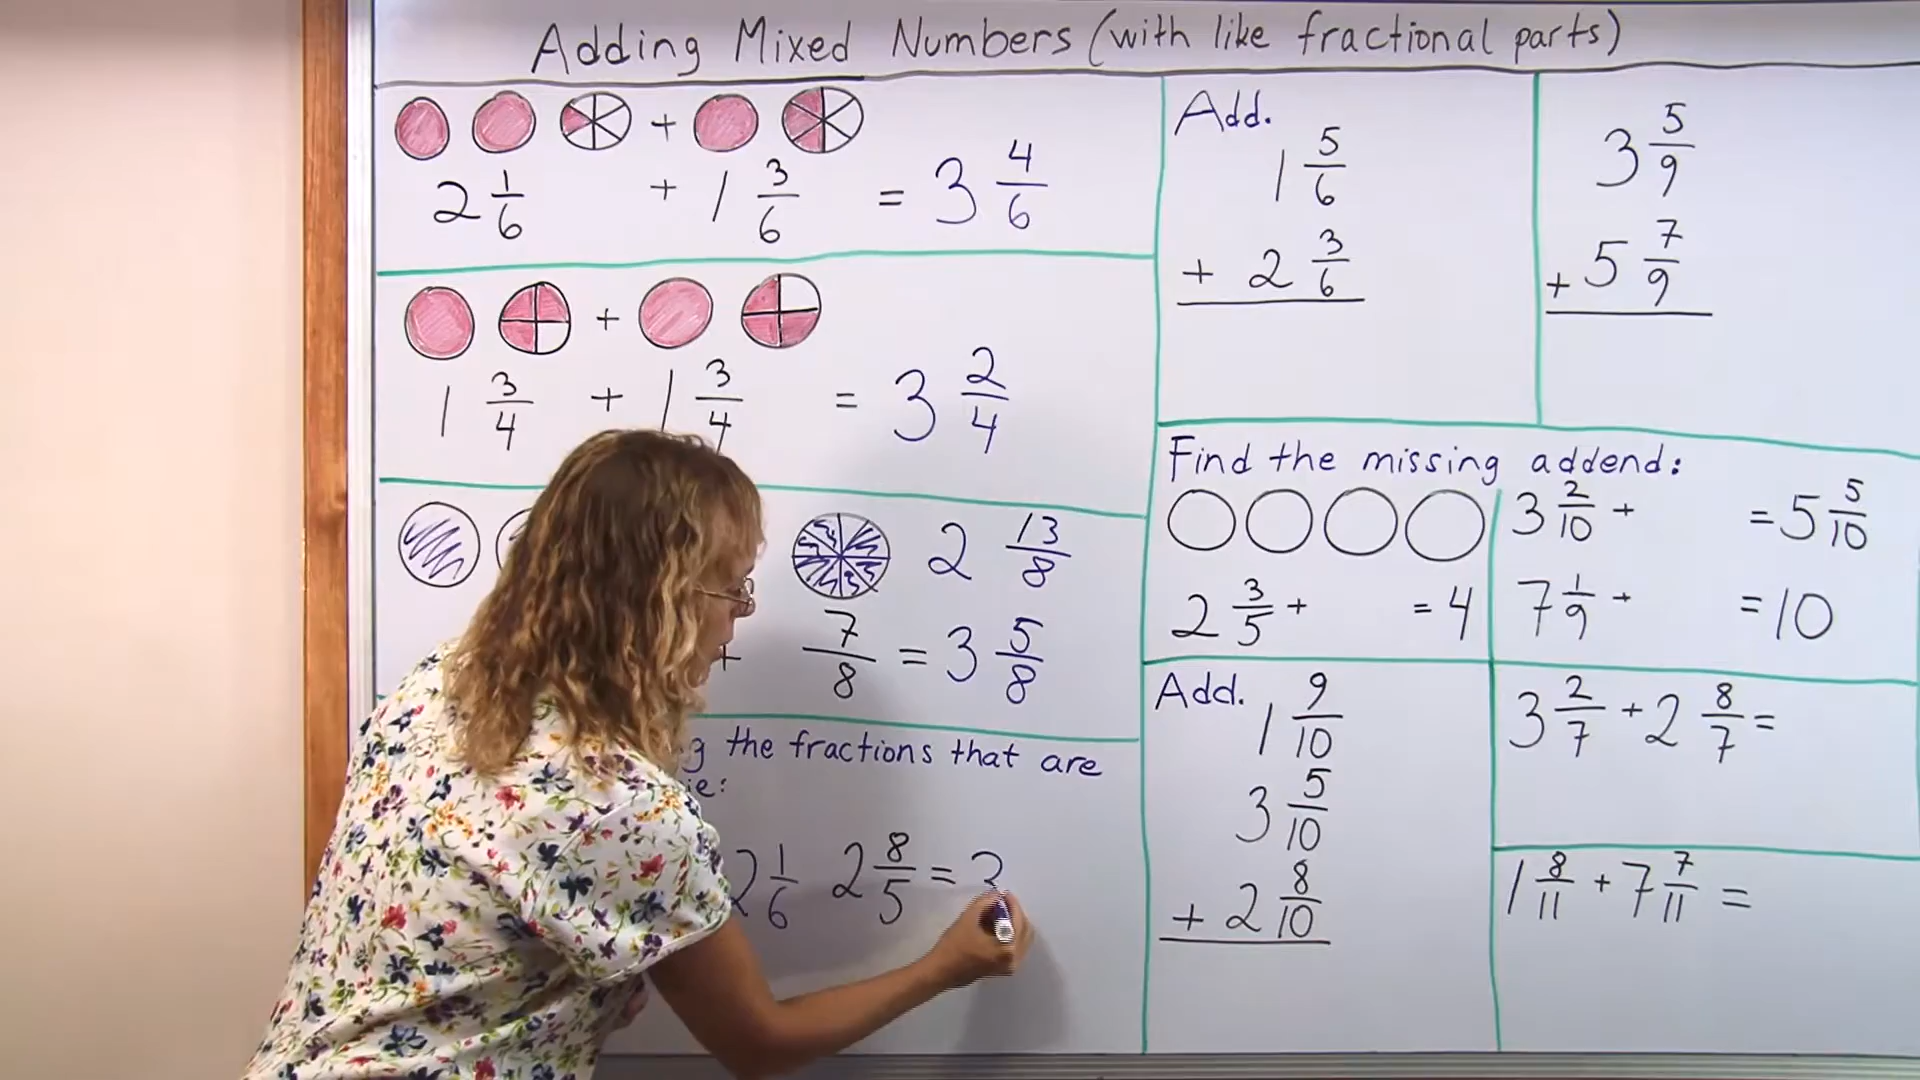 Adding Mixed Numbers (with like fractional parts)
+
2 1/6 + 1 3/6 = 3 4/6
+
1 3/4 + 1 3/4 = 3 2/4
2 13/8
+ 7/8 = 3 5/8
the fractions that are
2 1/6 2 8/5 = 3
Add.
1 5/6
+ 2 3/6
3 5/9
+ 5 7/9
Find the missing addend:
2 3/5 + = 4
3 2/10 + = 5 5/10
7 1/9 + = 10
Add.
1 9/10
3 5/10
+ 2 8/10
3 2/7 + 2 8/7 =
1 8/11 + 7 7/11 =